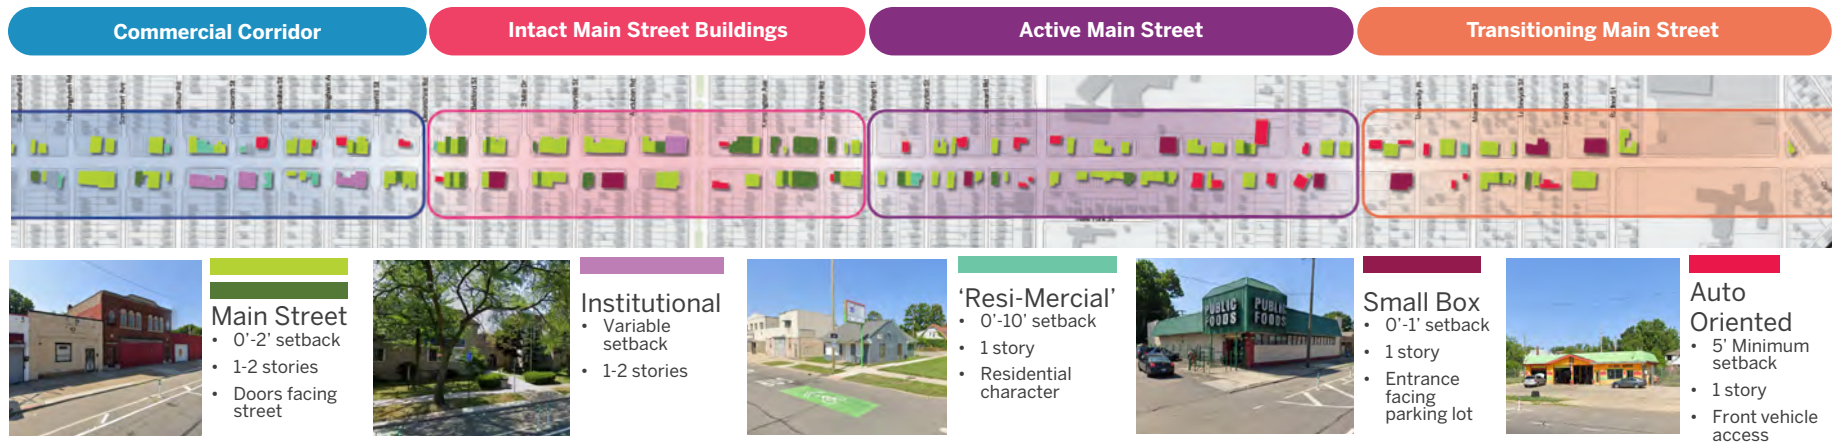 Commercial Corridor
Intact Main Street Buildings
Active Main Street
Transitioning Main Street
Main Street
• 0'-2' setback
• 1-2 stories
• Doors facing
street
Institutional
• Variable
setback
• 1-2 stories
'Resi-Mercial'
• 0'-10' setback
• 1 story
• Residential
character
PUBLIC
FOODS
PUBLIC
FOODS
Small Box
• 0'-1' setback
• 1 story
• Entrance
facing
parking lot
Auto
Oriented
• 5' Minimum
setback
• 1 story
• Front vehicle
access